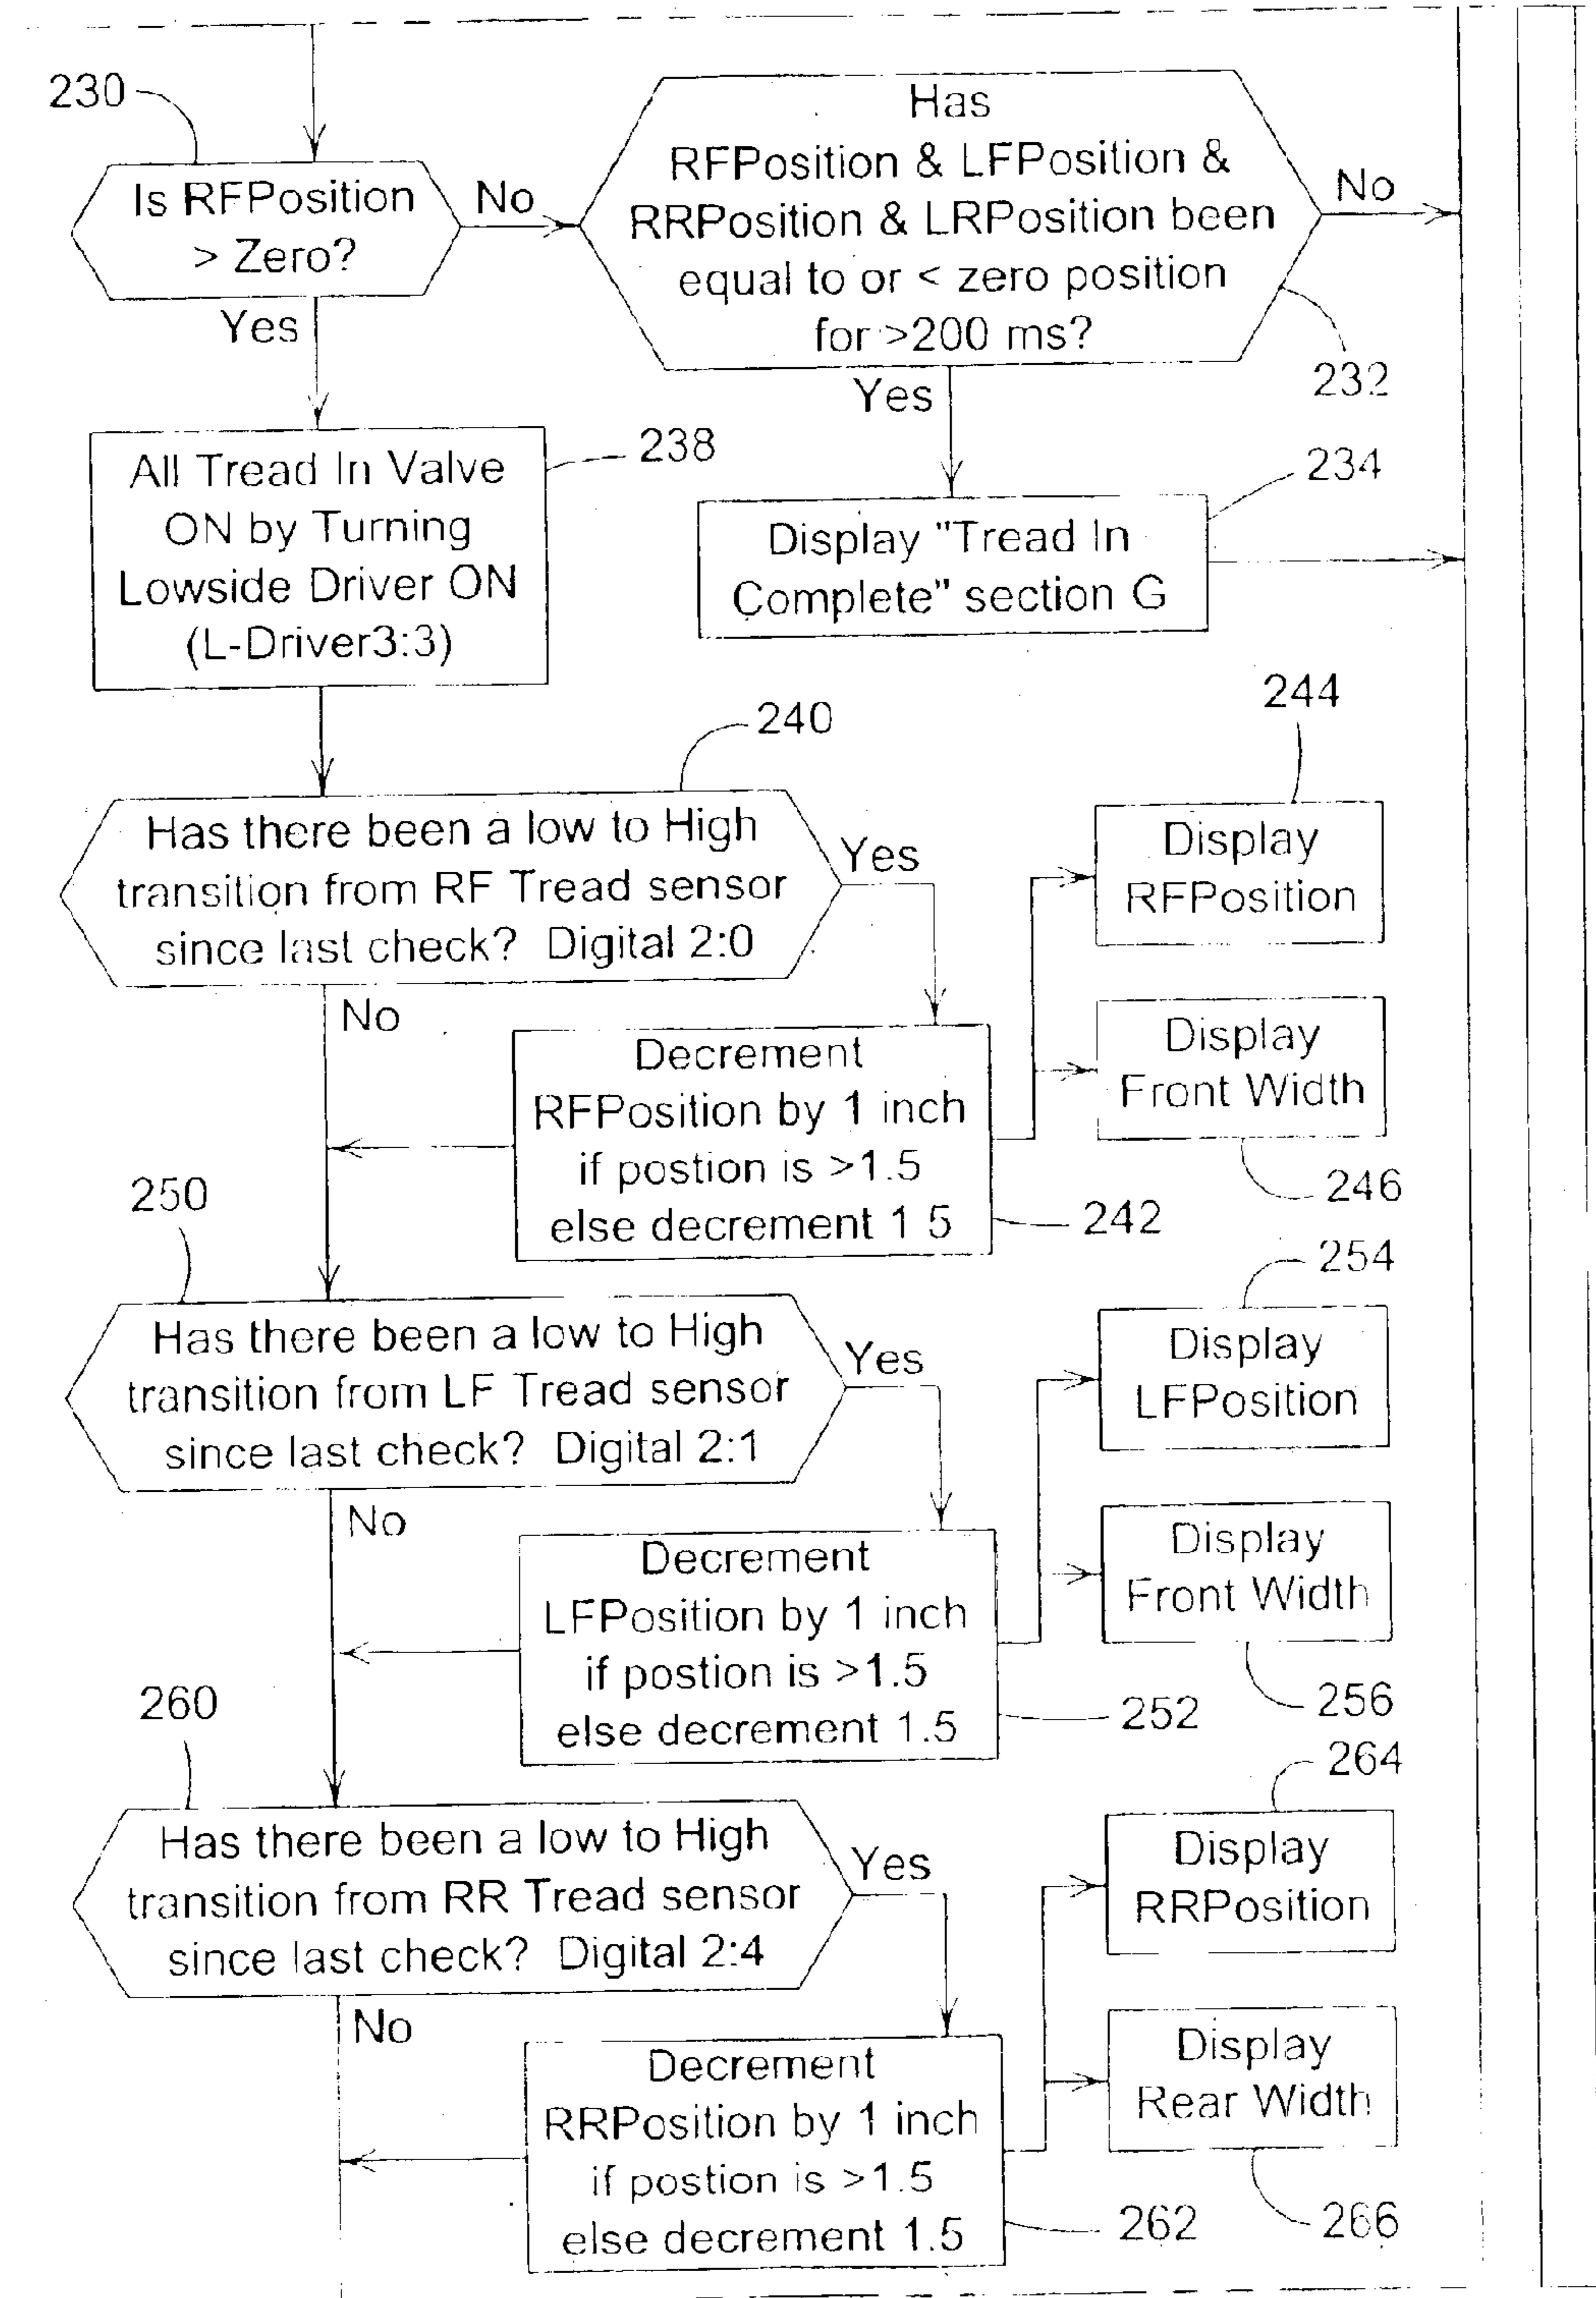 230
Is RFPosition
> Zero?
No
Yes
Has
RFPosition & LFPosition &
RRPosition & LRPosition been
equal to or < zero position
for >200 ms?
No
232
Yes
All Tread In Valve
ON by Turning
Lowside Driver ON
(L-Driver3:3)
238
234
Display "Tread In
Complete" section G
240
Has there been a low to High
transition from RF Tread sensor
since last check? Digital 2:0
Yes
No
244
Display
RFPosition
Decrement
RFPosition by 1 inch
if postion is >1.5
else decrement 1 5
242
Display
Front Width
246
250
Has there been a low to High
transition from LF Tread sensor
since last check? Digital 2:1
Yes
No
254
Display
LFPosition
Decrement
LFPosition by 1 inch
if postion is >1.5
else decrement 1.5
252
Display
Front Width
256
260
Has there been a low to High
transition from RR Tread sensor
since last check? Digital 2:4
Yes
No
264
Display
RRPosition
Decrement
RRPosition by 1 inch
if postion is >1.5
else decrement 1.5
262
Display
Rear Width
266